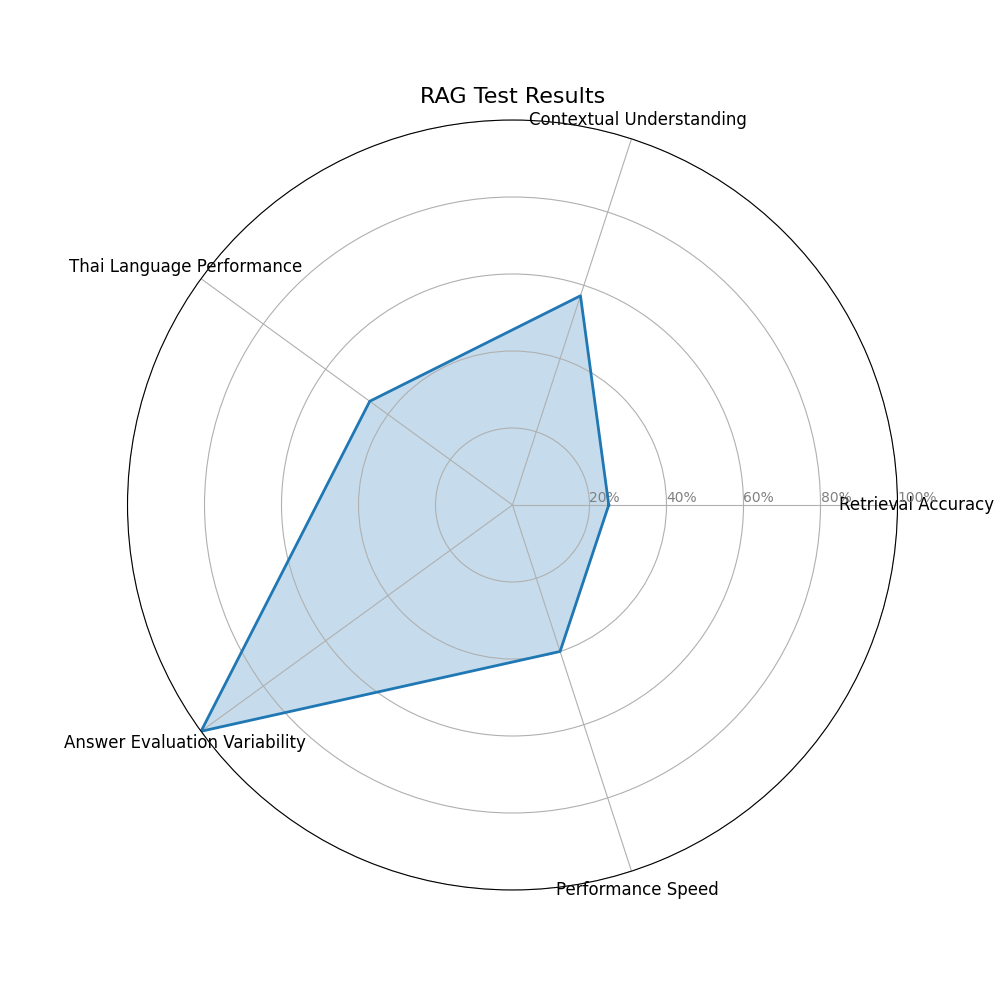 RAG Test Results
Contextual Understanding
Thai Language Performance
20%
40%
60%
80%
100%
Retrieval Accuracy
Answer Evaluation Variability
Performance Speed